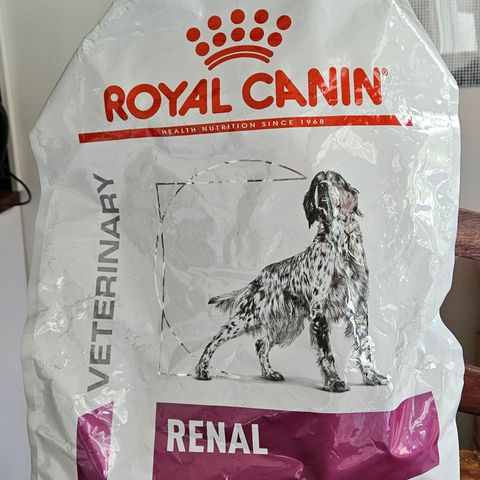 ROYAL CANIN®
HEALTH NUTRITION SINCE 1968
VETERINARY
RENAL